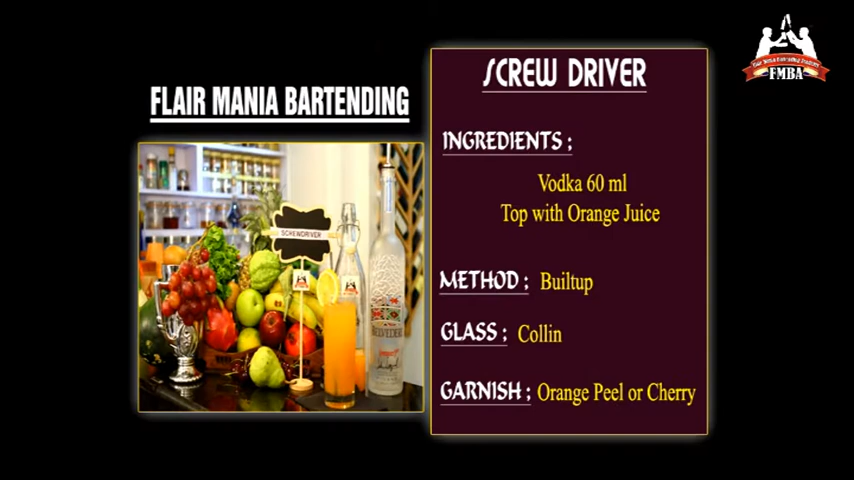 FLAIR MANIA BARTENDING
SCREW DRIVER
INGREDIENTS ;
Vodka 60 ml
Top with Orange Juice
METHOD ; Builtup
GLASS ; Collin
GARNISH ; Orange Peel or Cherry
FMBA
SCREWDRIVER
BELVEDERE